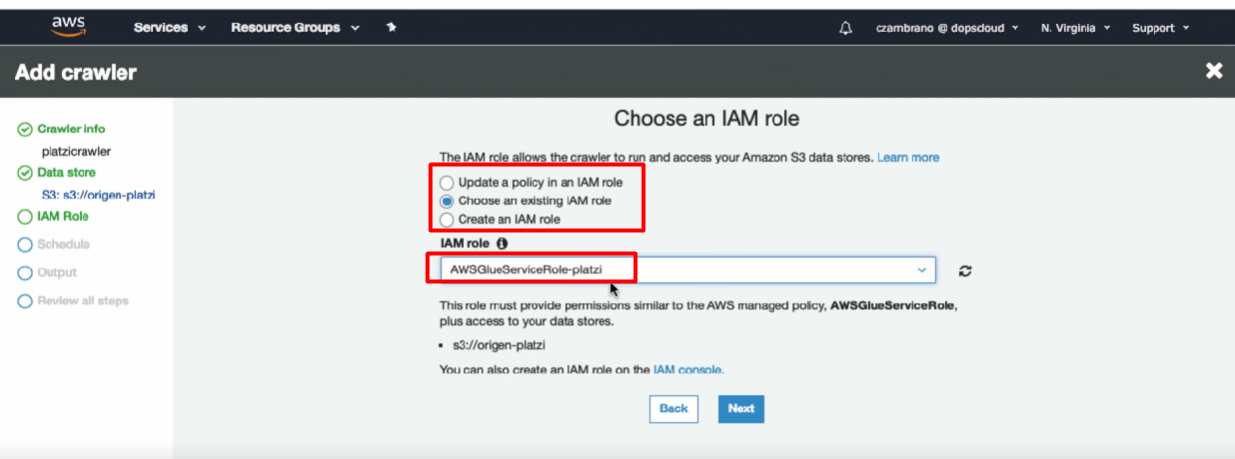 aws Services Resource Groups czambrano @ dopsdoud N. Virginia Support
Add crawler
Crawler info
platzicrawler
Data store
S3: s3://origen-platzi
IAM Role
Schedule
Output
Review all steps
Choose an IAM role
The IAM role allows the crawler to run and access your Amazon S3 data stores. Learn more
Update a policy in an IAM role
Choose an existing IAM role
Create an IAM role
IAM role
AWSGlueServiceRole-platzi
This role must provide permissions similar to the AWS managed policy, AWSGlueServiceRole,
plus access to your data stores.
• s3://origen-platzi
You can also create an IAM role on the IAM console.
Back Next